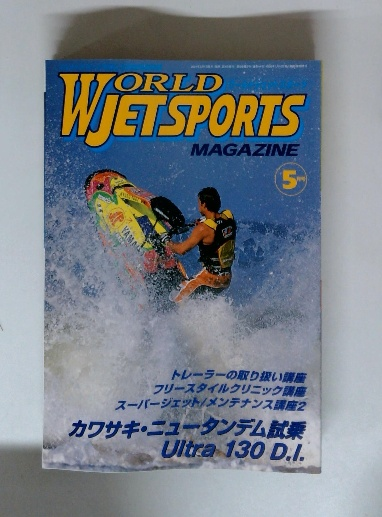 WORLD
JETSPORTS
MAGAZINE
5
トレーラーの取り扱い講座
フリースタイルクリニック講座
スーパージェット/メンテナンス講座2
カワサキ・ニュータンデム試乗
Ultra 130 D.I.